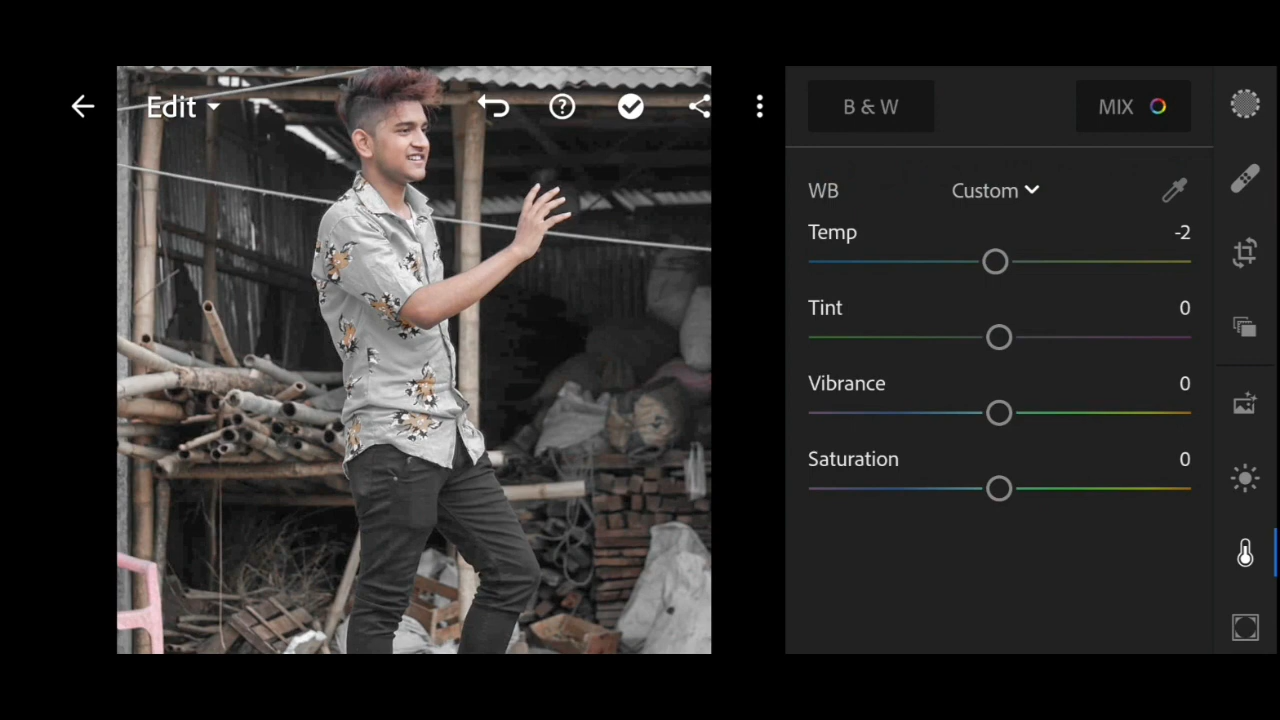 Edit
B & W
MIX
WB
Custom
Temp
-2
Tint
0
Vibrance
0
Saturation
0